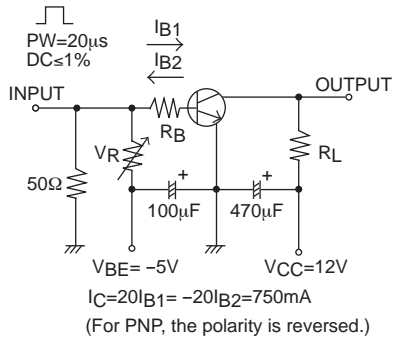 PW=20μs
DC≤1%
IB1
IB2
INPUT
OUTPUT
RB
VR
RL
50Ω
+
+
100μF
470μF
VBE= −5V
VCC=12V
IC=20IB1= −20IB2=750mA
(For PNP, the polarity is reversed.)